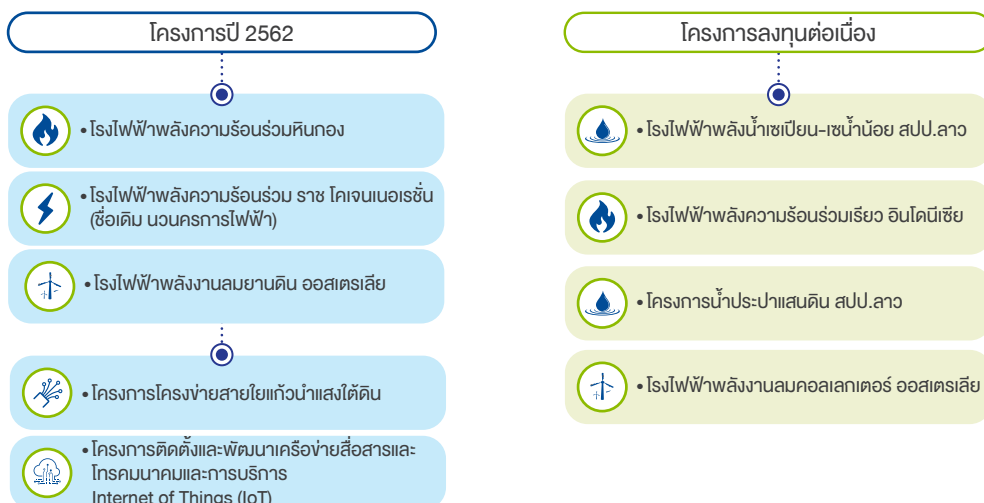 โครงการปี 2562
• โรงไฟฟ้าพลังความร้อนร่วมหินกอง
• โรงไฟฟ้าพลังความร้อนร่วม ราช โคเจนเนอเรชั่น
(ชื่อเดิม นวนครการไฟฟ้า)
• โรงไฟฟ้าพลังงานลมยานดิน ออสเตรเลีย
• โครงการโครงข่ายสายใยแก้วนำแสงใต้ดิน
• โครงการติดตั้งและพัฒนาเครือข่ายสื่อสารและ
โทรคมนาคมและการบริการ
Internet of Things (IoT)
โครงการลงทุนต่อเนื่อง
• โรงไฟฟ้าพลังน้ำเซเปียน-เซน้ำน้อย สปป.ลาว
• โรงไฟฟ้าพลังความร้อนร่วมเรียว อินโดนีเซีย
• โครงการน้ำประปาแสนดิน สปป.ลาว
• โรงไฟฟ้าพลังงานลมคอลเลกเตอร์ ออสเตรเลีย